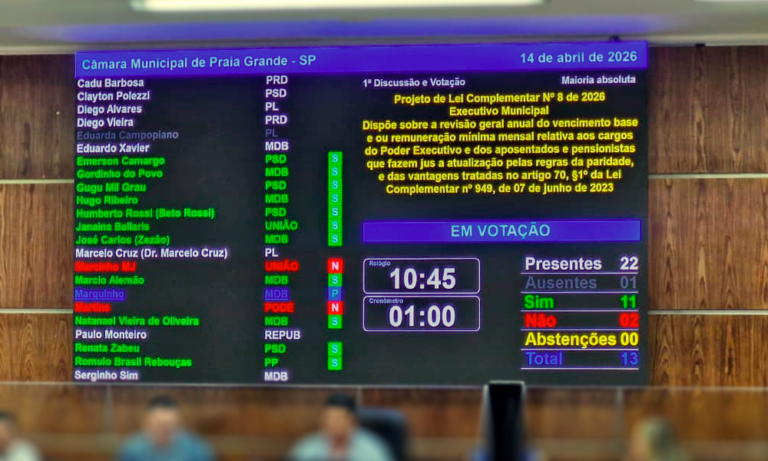 Câmara Municipal de Praia Grande - SP 14 de abril de 2026
Cadu Barbosa PRD
Clayton Polezzi PSD
Diego Alvares PL
Diego Vieira PRD
Eduarda Campopiano PL
Eduardo Xavier MDB
Emerson Camargo PSD S
Gordinho do Povo MDB S
Gugu Mil Grau PSD S
Hugo Ribeiro MDB S
Humberto Rossi (Beto Rossi) PSD S
Janaina Ballaris UNIÃO S
José Carlos (Zezão) MDB S
Marcelo Cruz (Dr. Marcelo Cruz) PL
Marcinho MJ UNIÃO N
Marcio Alemão MDB S
Marquinho MDB P
Martins PODE N
Natanael Vieira de Oliveira MDB S
Paulo Monteiro REPUB
Renata Zabeu PSD S
Romulo Brasil Rebouças PP S
Serginho Sim MDB
1ª Discussão e Votação Maioria absoluta
Projeto de Lei Complementar Nº 8 de 2026
Executivo Municipal
Dispõe sobre a revisão geral anual do vencimento base
e ou remuneração mínima mensal relativa aos cargos
do Poder Executivo e dos aposentados e pensionistas
que fazem jus a atualização pelas regras da paridade,
e das vantagens tratadas no artigo 70, §1º da Lei
Complementar nº 949, de 07 de junho de 2023
EM VOTAÇÃO
Relógio
10:45
Cronômetro
01:00
Presentes 22
Ausentes 01
Sim 11
Não 02
Abstenções 00
Total 13